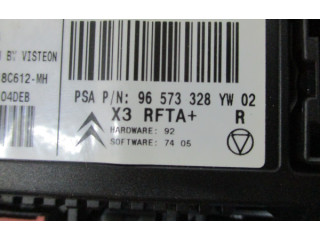 BY VISTEON
8C612-MH
04DEB
PSA P/N: 96 573 328 YW 02
X3 RFTA+ R
HARDWARE: 92
SOFTWARE: 74 05